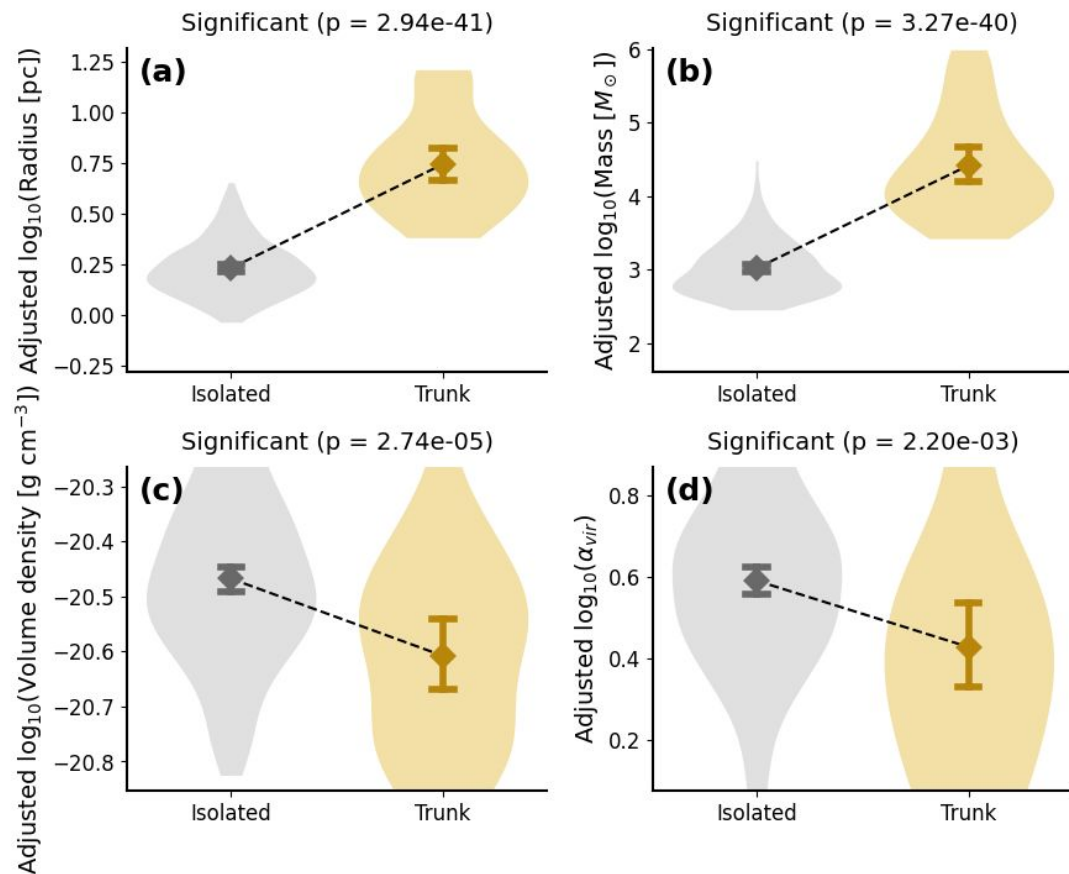 Significant (p = 2.94e-41)
(a)
Adjusted log₁₀(Radius [pc])
1.25
1.00
0.75
0.50
0.25
0.00
−0.25
Isolated
Trunk
Significant (p = 3.27e-40)
(b)
Adjusted log₁₀(Mass [M⊙])
6
5
4
3
2
Isolated
Trunk
Significant (p = 2.74e-05)
(c)
Adjusted log₁₀(Volume density [g cm⁻³])
−20.3
−20.4
−20.5
−20.6
−20.7
−20.8
Isolated
Trunk
Significant (p = 2.20e-03)
(d)
Adjusted log₁₀(αvir)
0.8
0.6
0.4
0.2
Isolated
Trunk